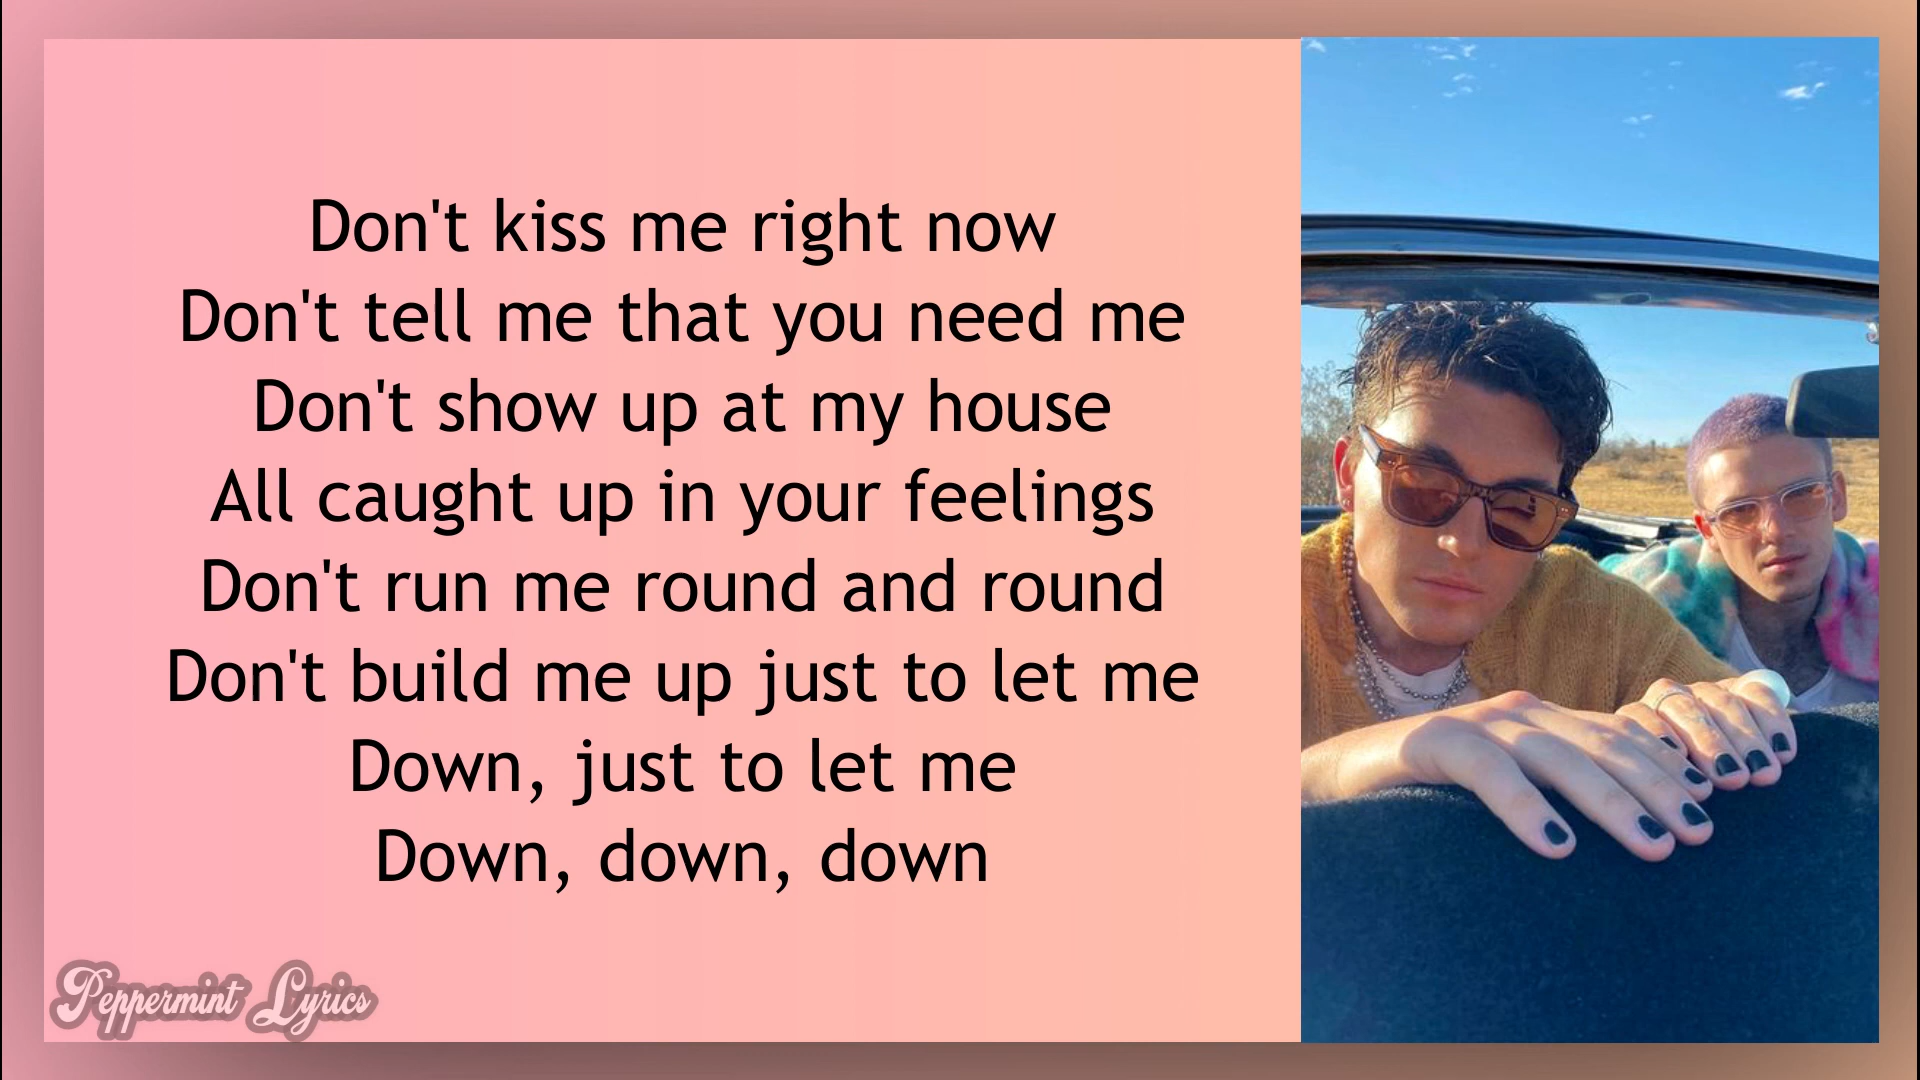 Don't kiss me right now
Don't tell me that you need me
Don't show up at my house
All caught up in your feelings
Don't run me round and round
Don't build me up just to let me
Down, just to let me
Down, down, down
Peppermint Lyrics